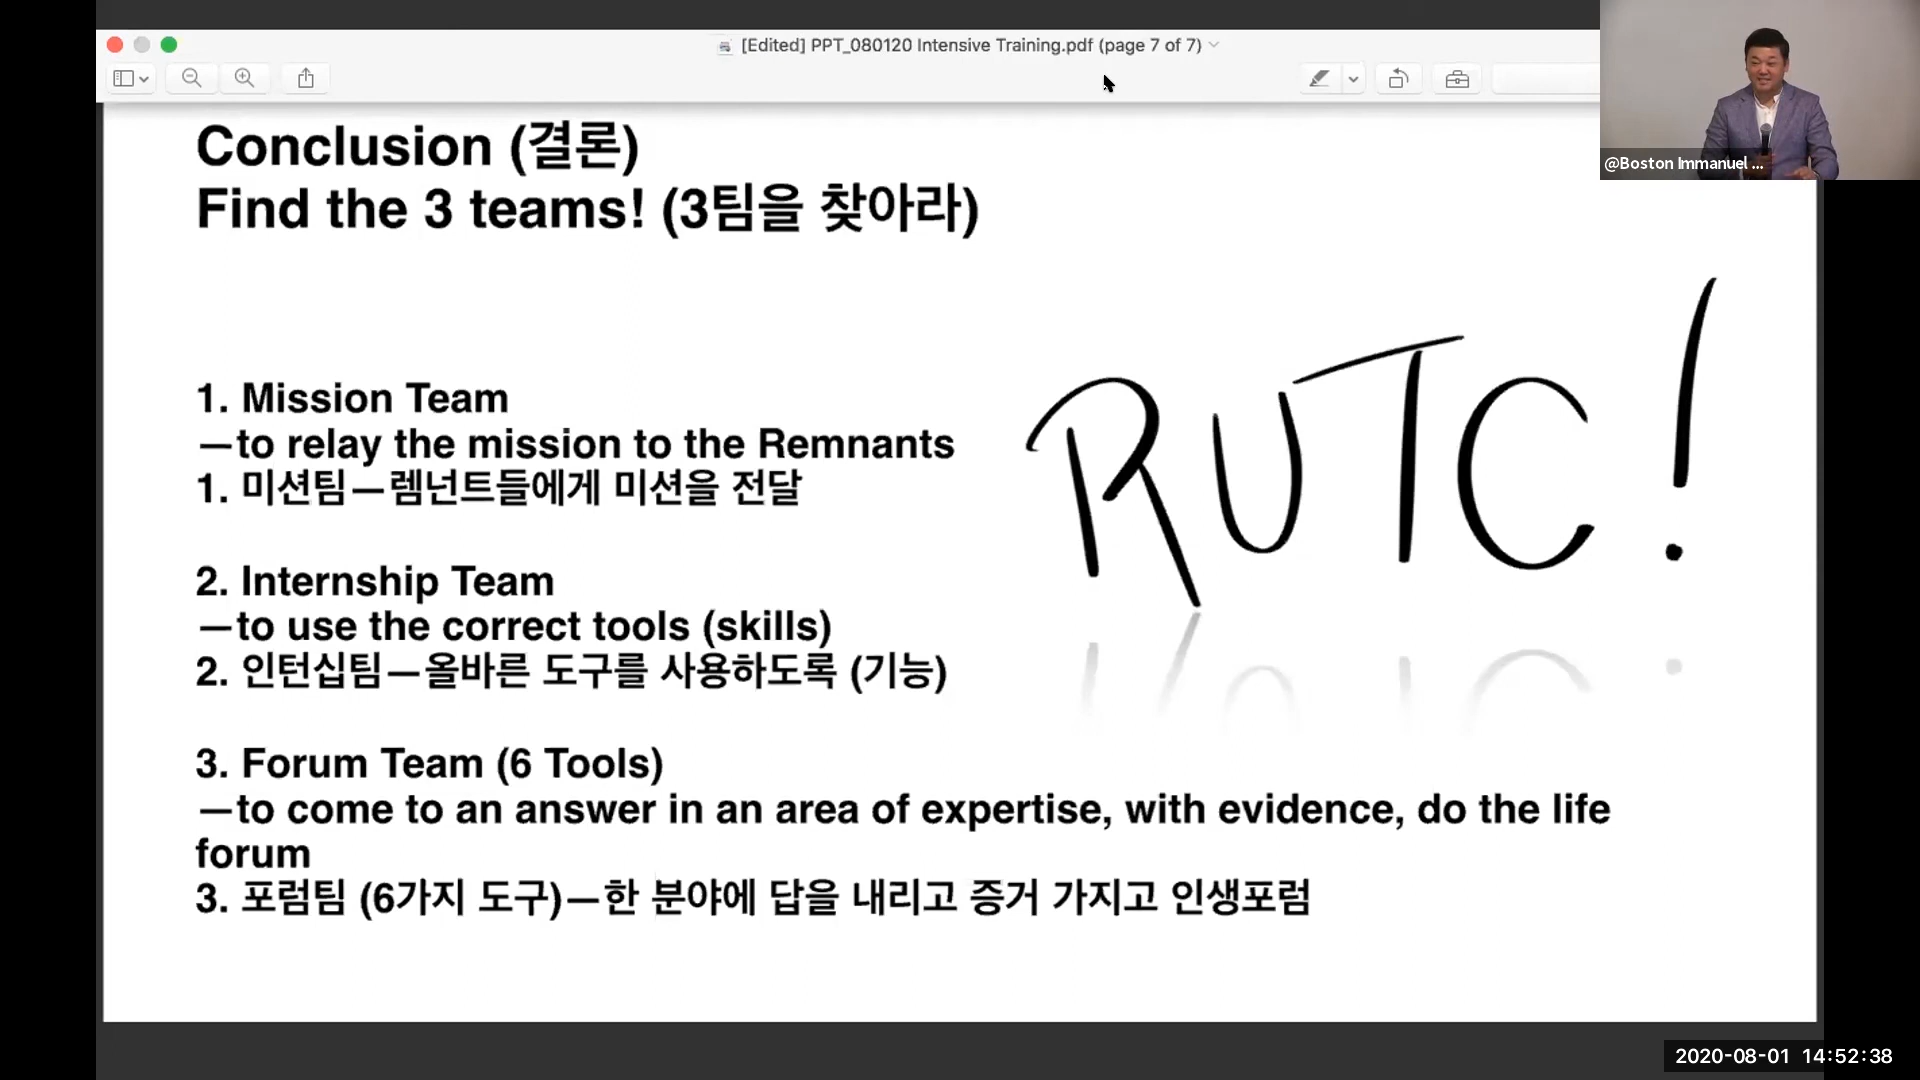 [Edited] PPT_080120 Intensive Training.pdf (page 7 of 7)
@Boston Immanuel ...
Conclusion (결론)
Find the 3 teams! (3팀을 찾아라)
RUTC!
1. Mission Team
—to relay the mission to the Remnants
1. 미션팀—렘넌트들에게 미션을 전달
2. Internship Team
—to use the correct tools (skills)
2. 인턴십팀—올바른 도구를 사용하도록 (기능)
3. Forum Team (6 Tools)
—to come to an answer in an area of expertise, with evidence, do the life
forum
3. 포럼팀 (6가지 도구)—한 분야에 답을 내리고 증거 가지고 인생포럼
2020-08-01 14:52:38